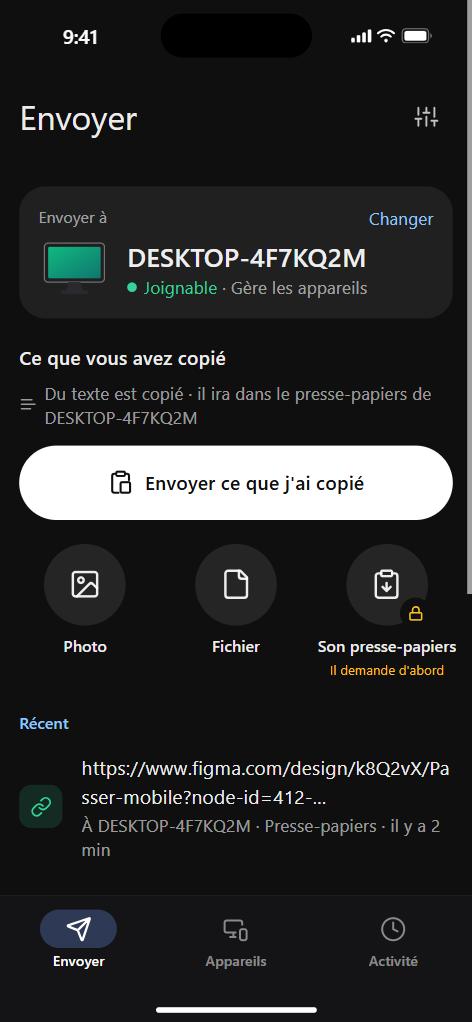 9:41
Envoyer
Envoyer à
Changer
DESKTOP-4F7KQ2M
Joignable · Gère les appareils
Ce que vous avez copié
Du texte est copié · il ira dans le presse-papiers de
DESKTOP-4F7KQ2M
Envoyer ce que j'ai copié
Photo
Fichier
Son presse-papiers
Il demande d'abord
Récent
https://www.figma.com/design/k8Q2vX/Pa
sser-mobile?node-id=412-...
À DESKTOP-4F7KQ2M · Presse-papiers · il y a 2
min
Envoyer
Appareils
Activité